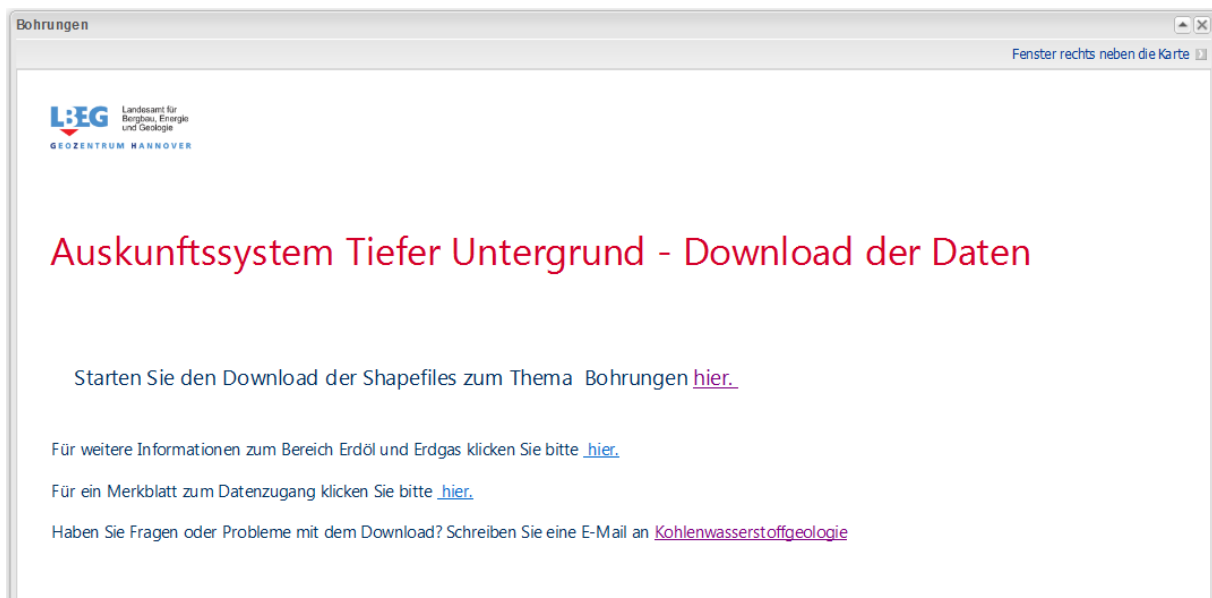 Bohrungen
Fenster rechts neben die Karte
LBEG
Landesamt für
Bergbau, Energie
und Geologie
GEOZENTRUM HANNOVER
Auskunftssystem Tiefer Untergrund - Download der Daten
Starten Sie den Download der Shapefiles zum Thema Bohrungen hier.
Für weitere Informationen zum Bereich Erdöl und Erdgas klicken Sie bitte hier.
Für ein Merkblatt zum Datenzugang klicken Sie bitte hier.
Haben Sie Fragen oder Probleme mit dem Download? Schreiben Sie eine E-Mail an Kohlenwasserstoffgeologie